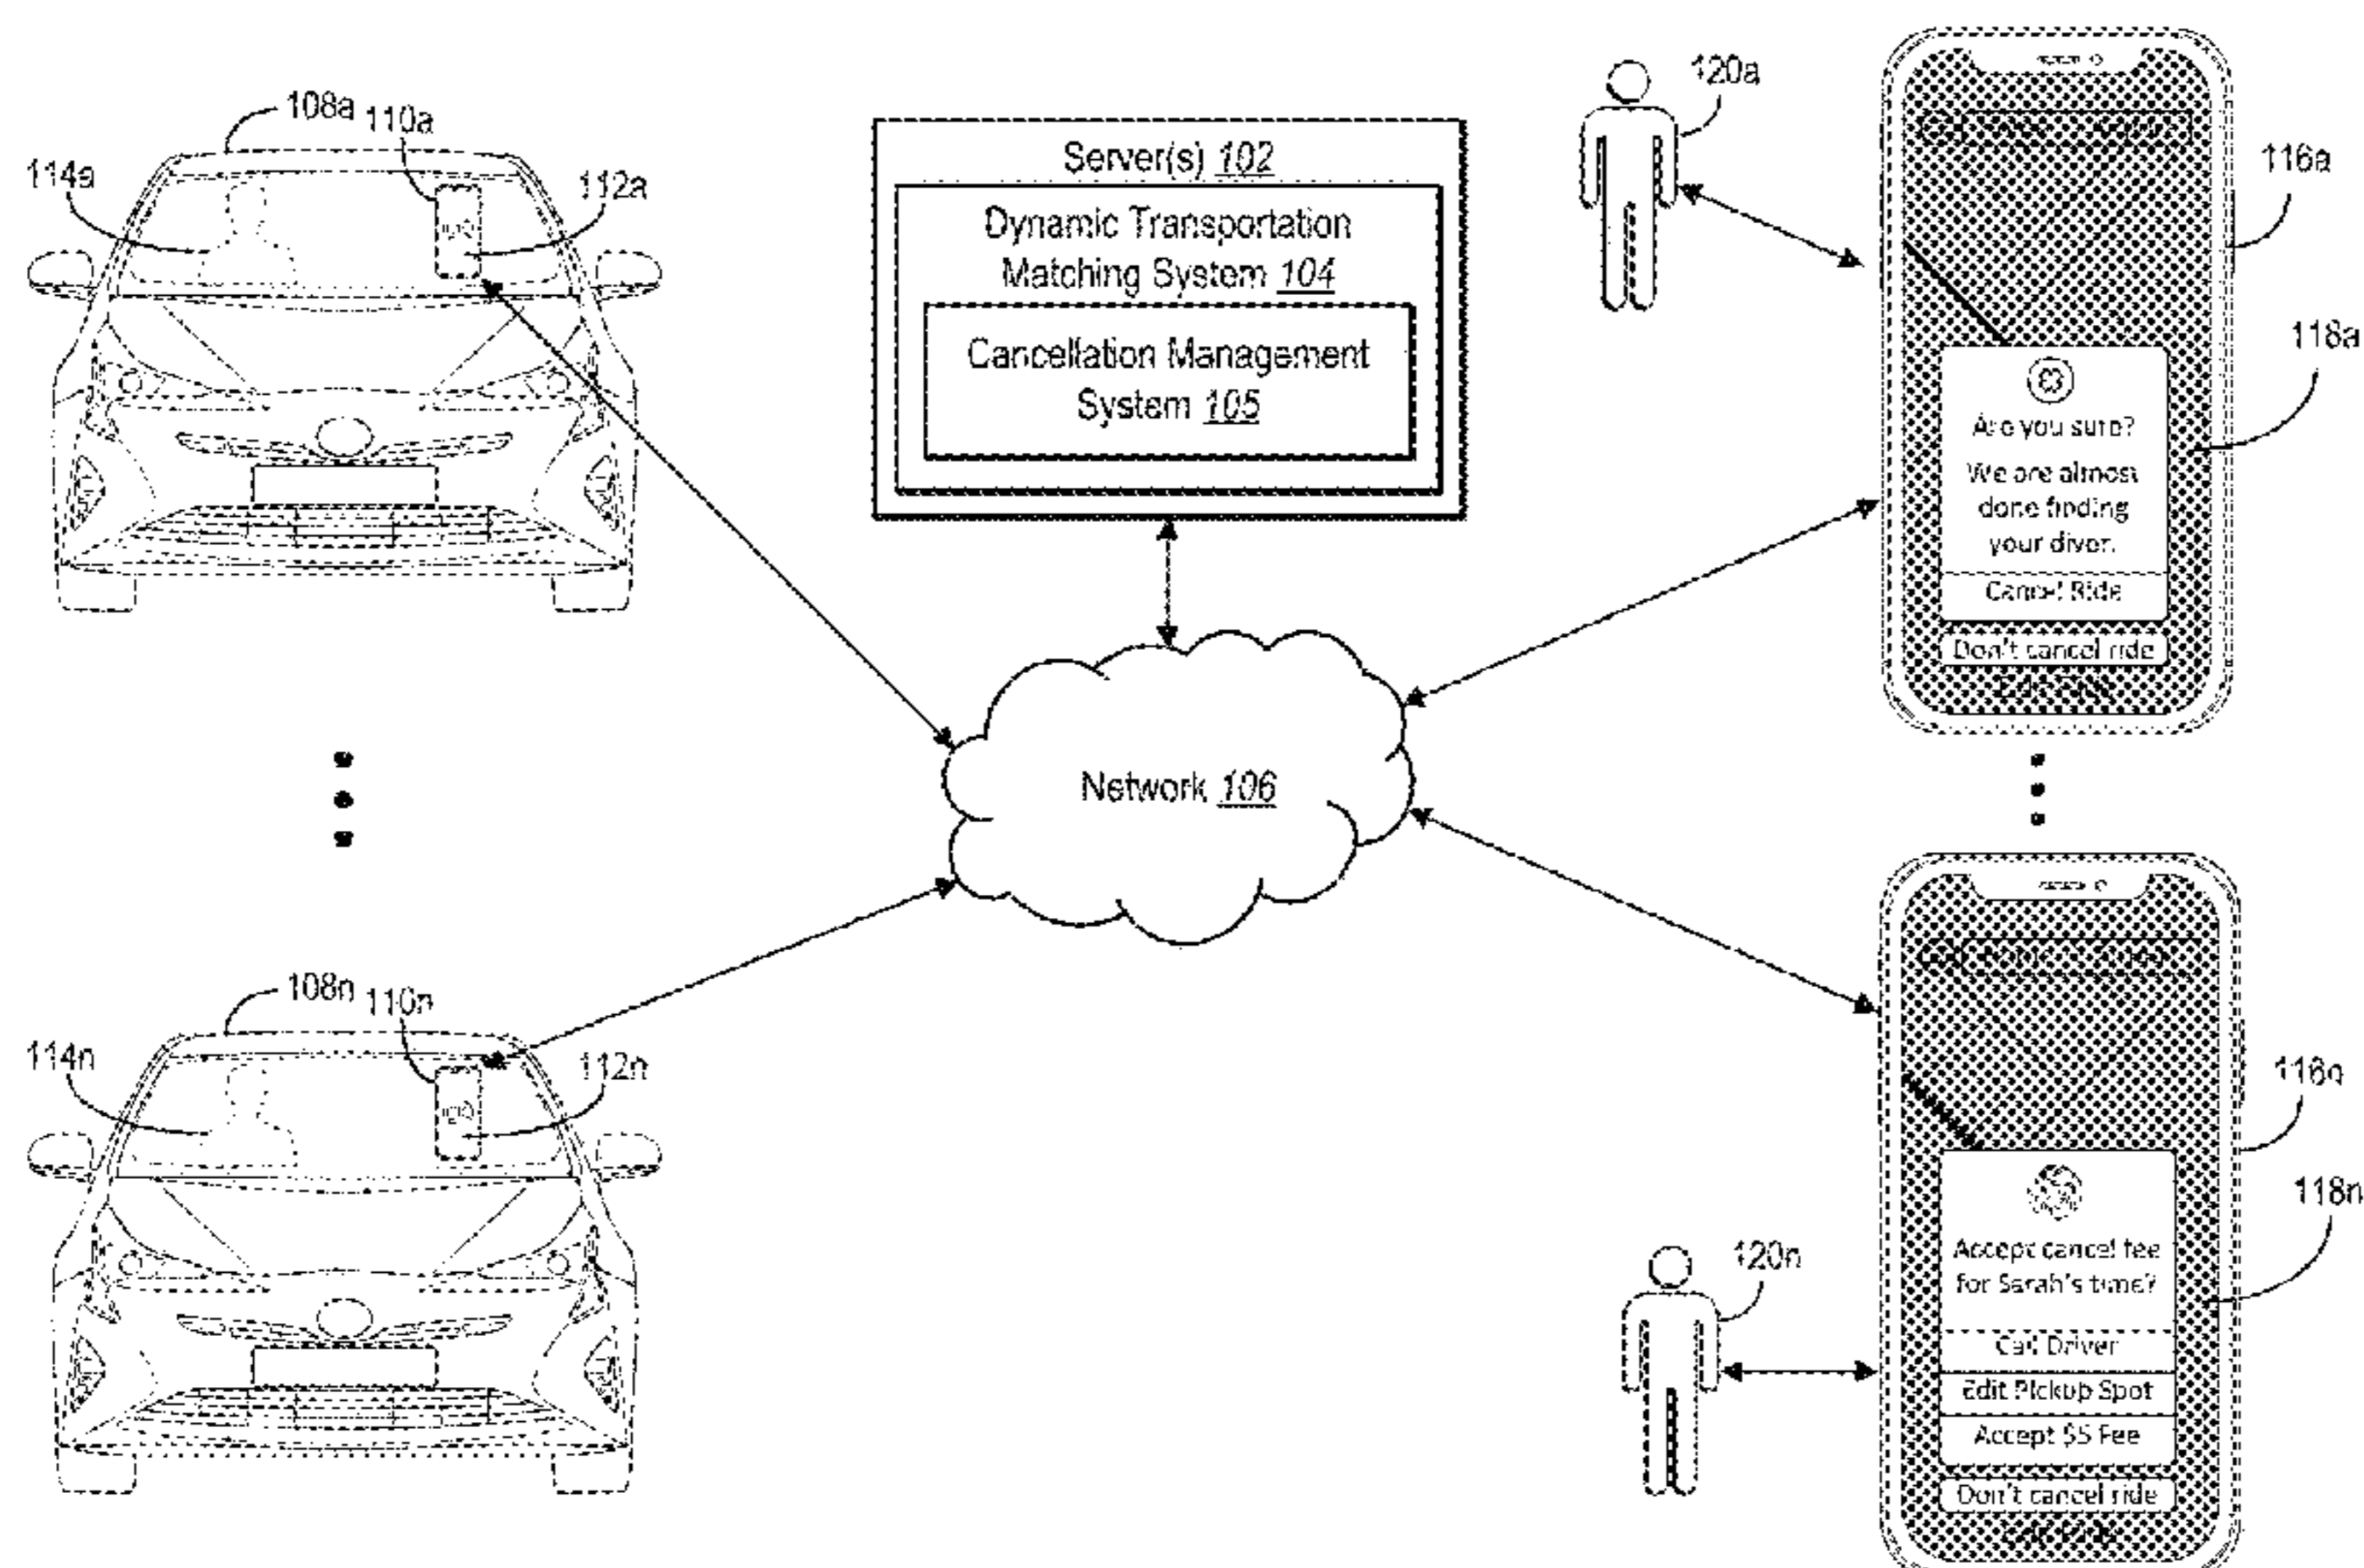 108a
110a
114a
112a
Server(s) 102
Dynamic Transportation
Matching System 104
Cancellation Management
System 105
120a
116a
118a
Are you sure?
We are almost
done finding
your diver.
Cancel Ride
Don't cancel ride
Network 106
108n
110n
114n
112n
120n
116n
118n
Accept cancel fee
for Sarah's time?
Call Driver
Edit Pickup Spot
Accept $5 Fee
Don't cancel ride